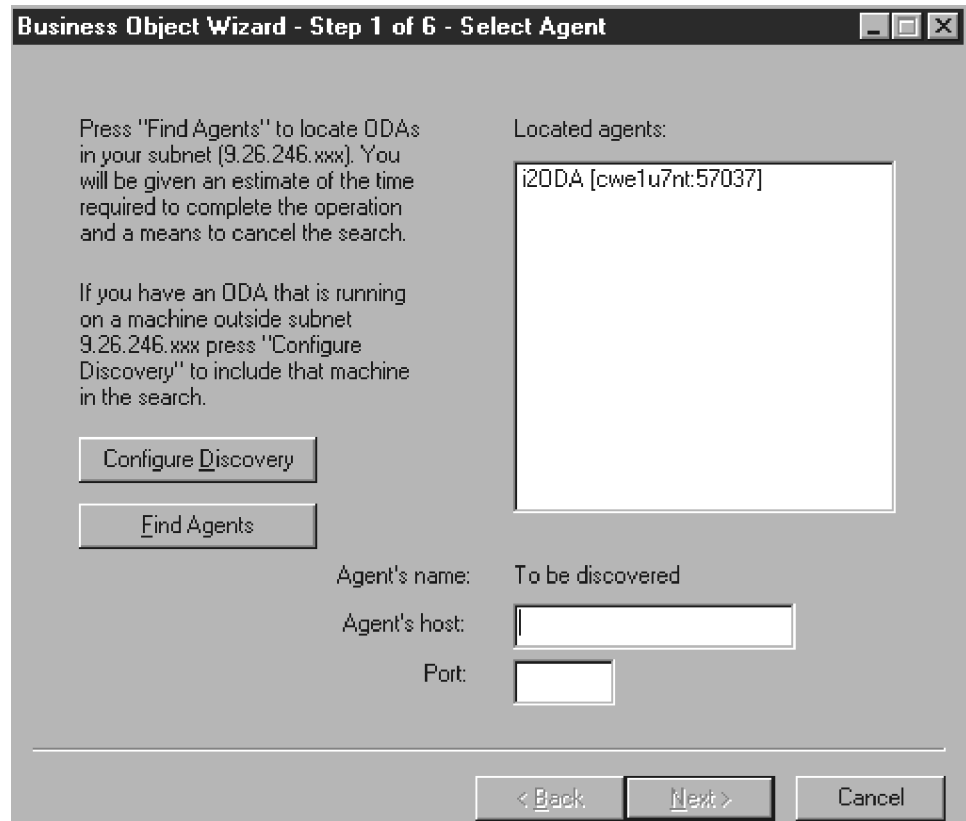 Business Object Wizard - Step 1 of 6 - Select Agent
Press "Find Agents" to locate ODAs
in your subnet (9.26.246.xxx). You
will be given an estimate of the time
required to complete the operation
and a means to cancel the search.
If you have an ODA that is running
on a machine outside subnet
9.26.246.xxx press "Configure
Discovery" to include that machine
in the search.
Configure Discovery
Find Agents
Located agents:
i2ODA [cwe1u7nt:57037]
Agent's name: To be discovered
Agent's host:
Port:
< Back
Next >
Cancel